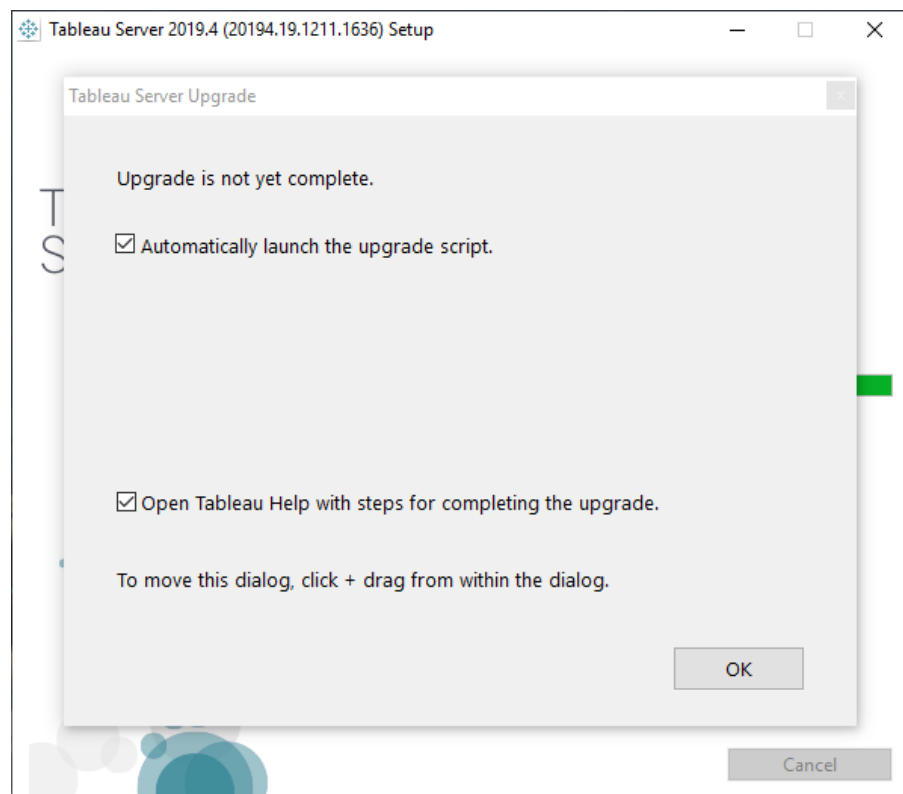 Tableau Server 2019.4 (20194.19.1211.1636) Setup
Tableau Server Upgrade
Upgrade is not yet complete.
T
S
Automatically launch the upgrade script.
Open Tableau Help with steps for completing the upgrade.
To move this dialog, click + drag from within the dialog.
OK
Cancel